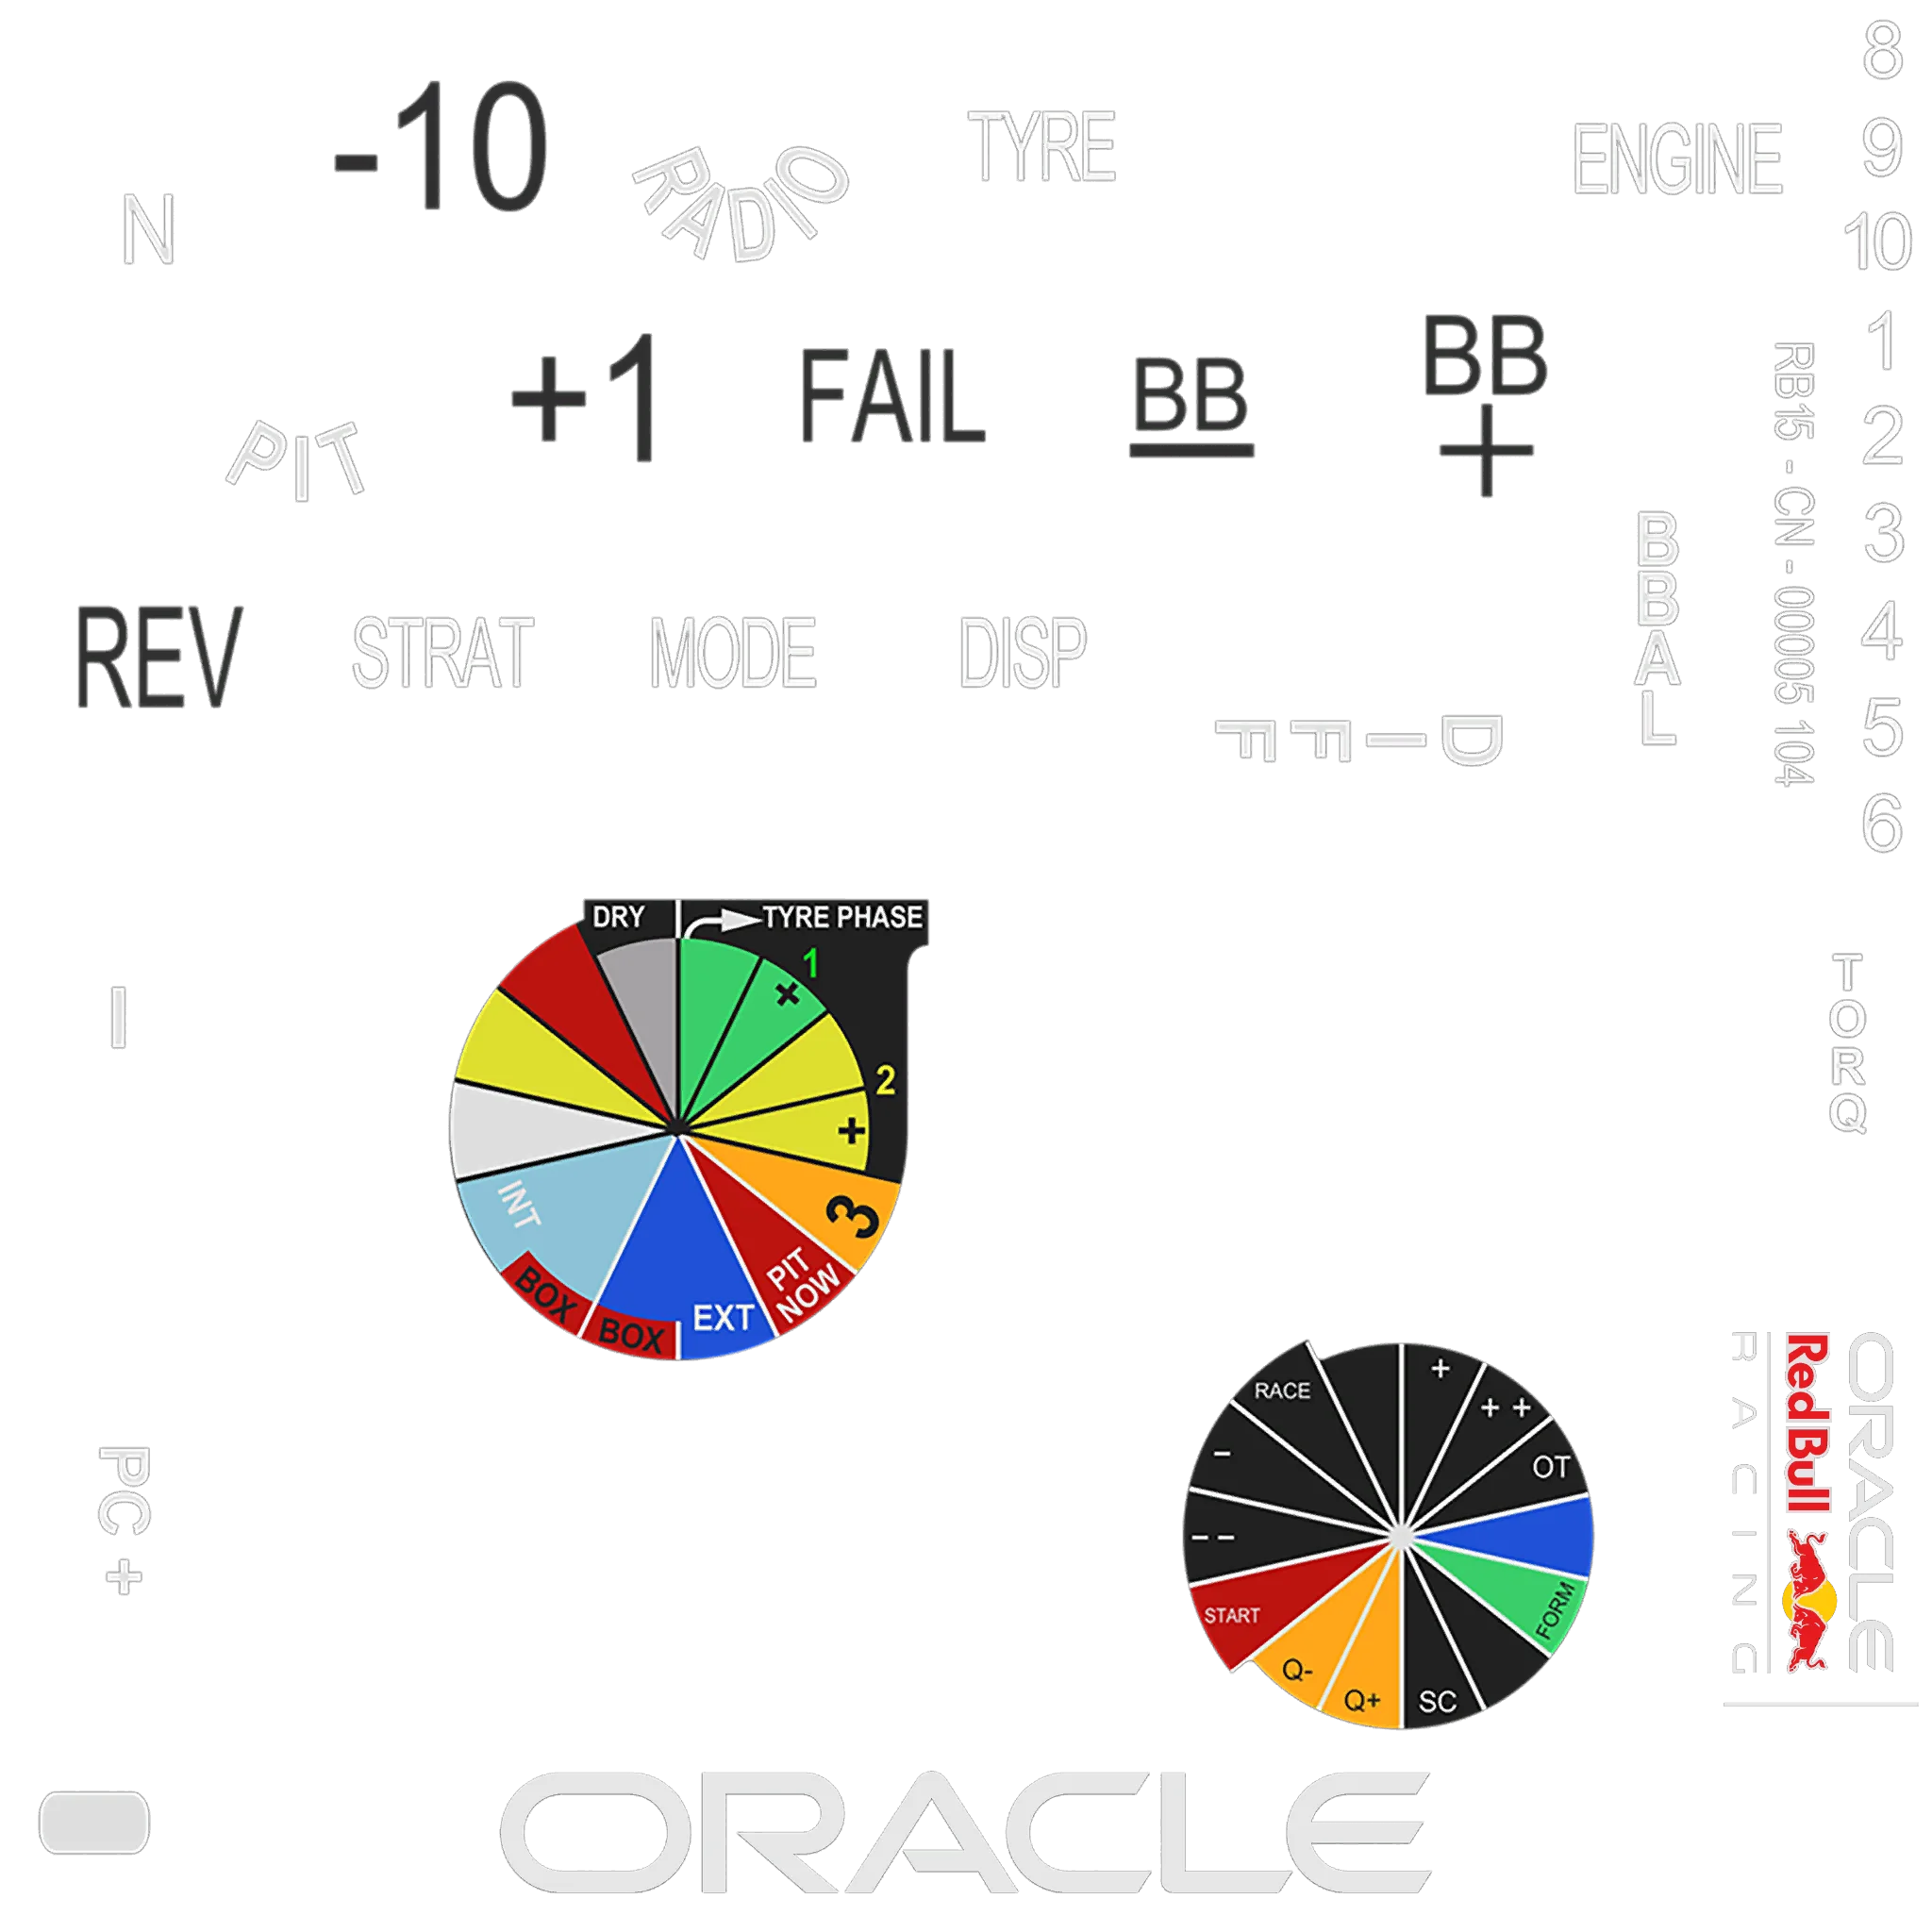 -10
RADIO
TYRE
ENGINE
N
+1
FAIL
BB
BB
+
PIT
REV
STRAT
MODE
DISP
DIFF
BBAL
RB15 - CN - 00005 104
8
9
10
1
2
3
4
5
6
DRY
TYRE PHASE
1
+
2
+
3
PIT
NOW
EXT
BOX
BOX
INT
I
TORQ
PC +
RACE
+
+ +
OT
FORM
SC
Q+
Q-
START
- -
-
ORACLE
Red Bull
RACING
ORACLE